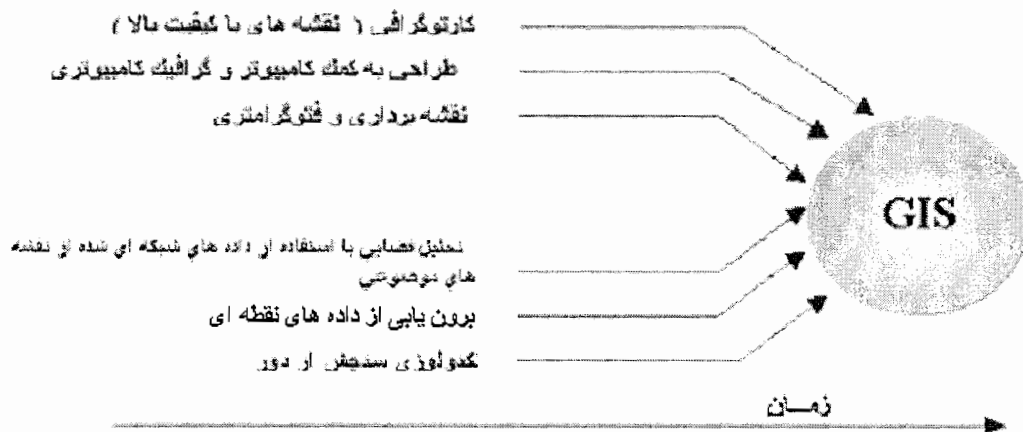 کارتوگرافی ( نقشه های با کیفیت بالا )
طراحی به کمک کامپیوتر و گرافیک کامپیوتری
نقشه برداری و فتوگرامتری
GIS
تحلیل فضایی با استفاده از داده های شبکه ای شده از نقشه
های موضوعی
برون یابی از داده های نقطه ای
تکنولوژی سنجش از دور
زمــان